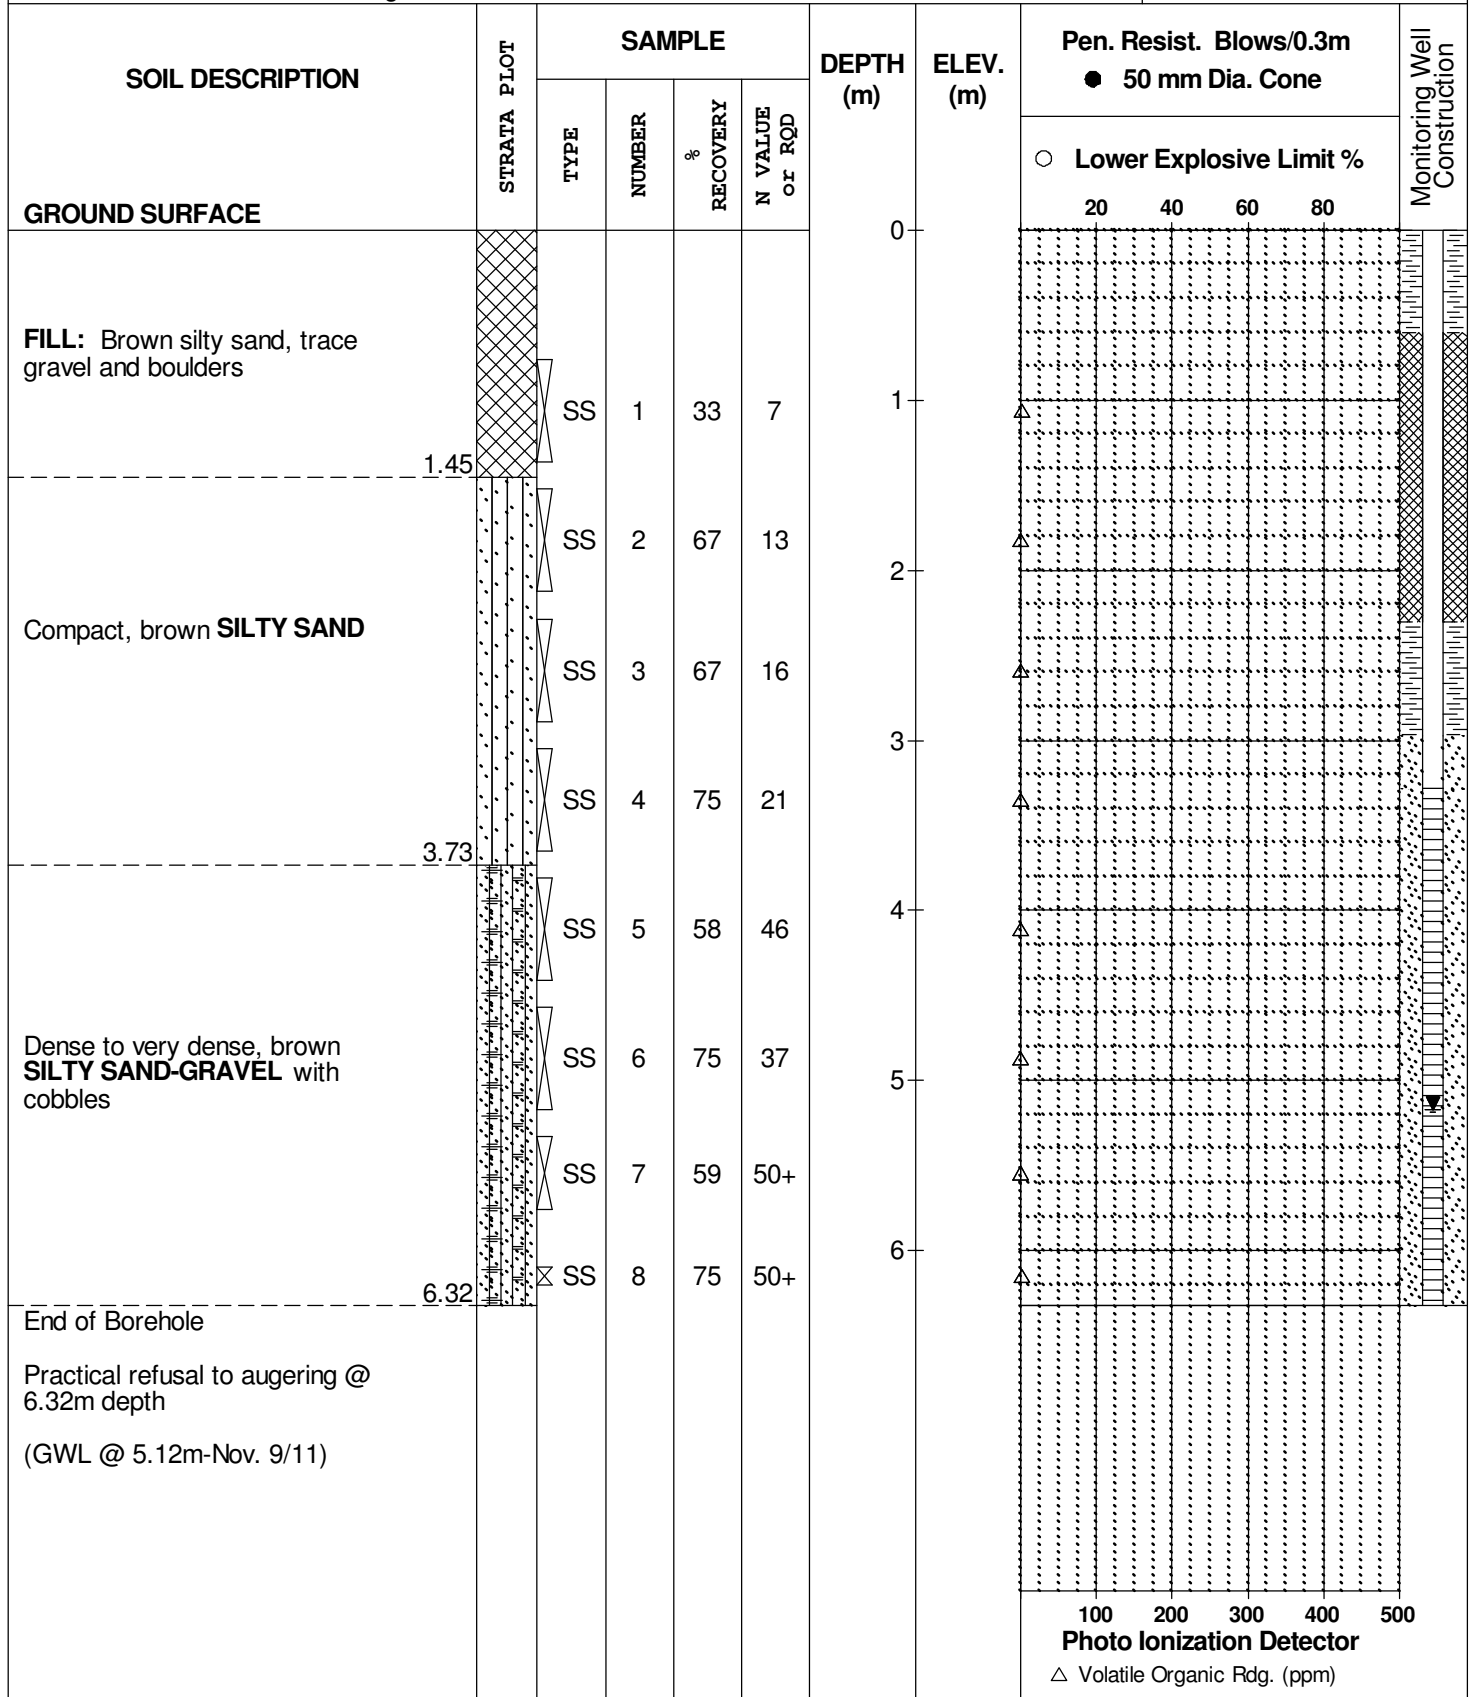 SOIL DESCRIPTION
GROUND SURFACE
STRATA PLOT
SAMPLE
TYPE
NUMBER
%
RECOVERY
N VALUE
or RQD
DEPTH
(m)
ELEV.
(m)
Pen. Resist. Blows/0.3m
● 50 mm Dia. Cone
○ Lower Explosive Limit %
20 40 60 80
Monitoring Well
Construction
0
FILL: Brown silty sand, trace
gravel and boulders
SS 1 33 7
1
1.45
SS 2 67 13
2
Compact, brown SILTY SAND
SS 3 67 16
3
SS 4 75 21
3.73
4
SS 5 58 46
Dense to very dense, brown
SILTY SAND-GRAVEL with
cobbles
SS 6 75 37
5
SS 7 59 50+
6
SS 8 75 50+
6.32
End of Borehole
Practical refusal to augering @
6.32m depth
(GWL @ 5.12m-Nov. 9/11)
100 200 300 400 500
Photo Ionization Detector
△ Volatile Organic Rdg. (ppm)